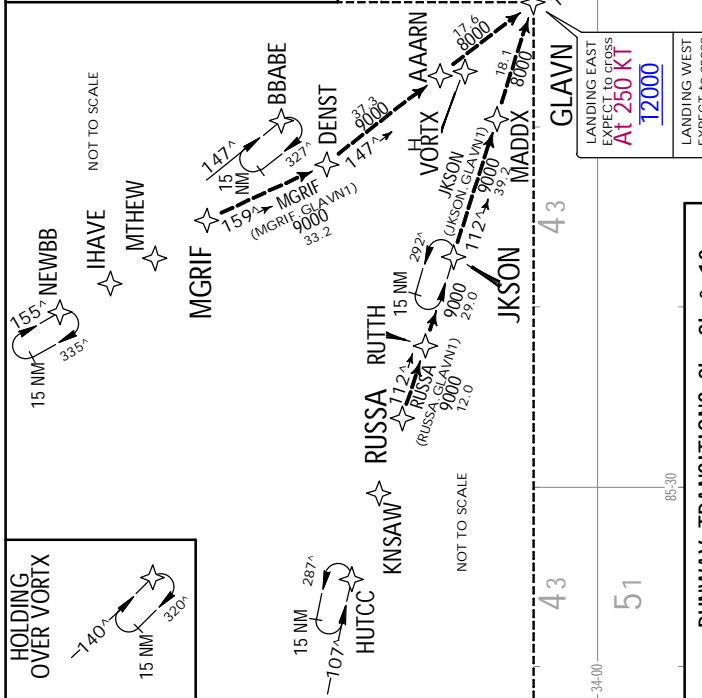 HOLDING
OVER VORTX
140^
15 NM
320^
155^
NEWBB
15 NM
335^
IHAVE
MTHEW
NOT TO SCALE
147^
BBABE
15 NM
327^
MGRIF
159^
MGRIF
(MGRIF.GLAVN1)
9000
33.2
DENST
37.3
9000
147^
AAARN
17.6
8000
H
VORTX
107^
HUTCC
15 NM
287^
KNSAW
NOT TO SCALE
RUSSA
112^
RUSSA
(RUSSA.GLAVN1)
9000
12.0
RUTTH
9000
29.0
15 NM
292^
JKSON
JKSON
(JKSON.GLAVN1)
112^
9000
39.2
MADDX
18.1
8000
GLAVN
LANDING EAST
EXPECT to cross
At 250 KT
12000
LANDING WEST
43
43
51
34-00
85-30